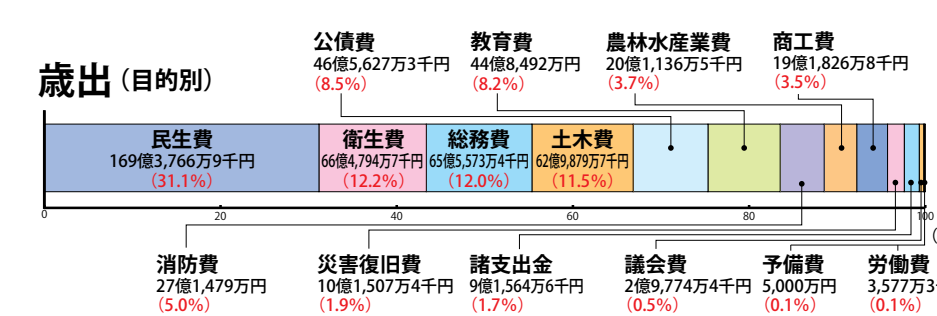 歳出（目的別）
公債費
46億5,627万3千円
（8.5%）
教育費
44億8,492万円
（8.2%）
農林水産業費
20億1,136万5千円
（3.7%）
商工費
19億1,826万8千円
（3.5%）
民生費
169億3,766万9千円
（31.1%）
衛生費
66億4,794万7千円
（12.2%）
総務費
65億5,573万4千円
（12.0%）
土木費
62億9,879万7千円
（11.5%）
0 20 40 60 80 100
消防費
27億1,479万円
（5.0%）
災害復旧費
10億1,507万4千円
（1.9%）
諸支出金
9億1,564万6千円
（1.7%）
議会費
2億9,774万4千円
（0.5%）
予備費
5,000万円
（0.1%）
労働費
3,577万3
（0.1%）